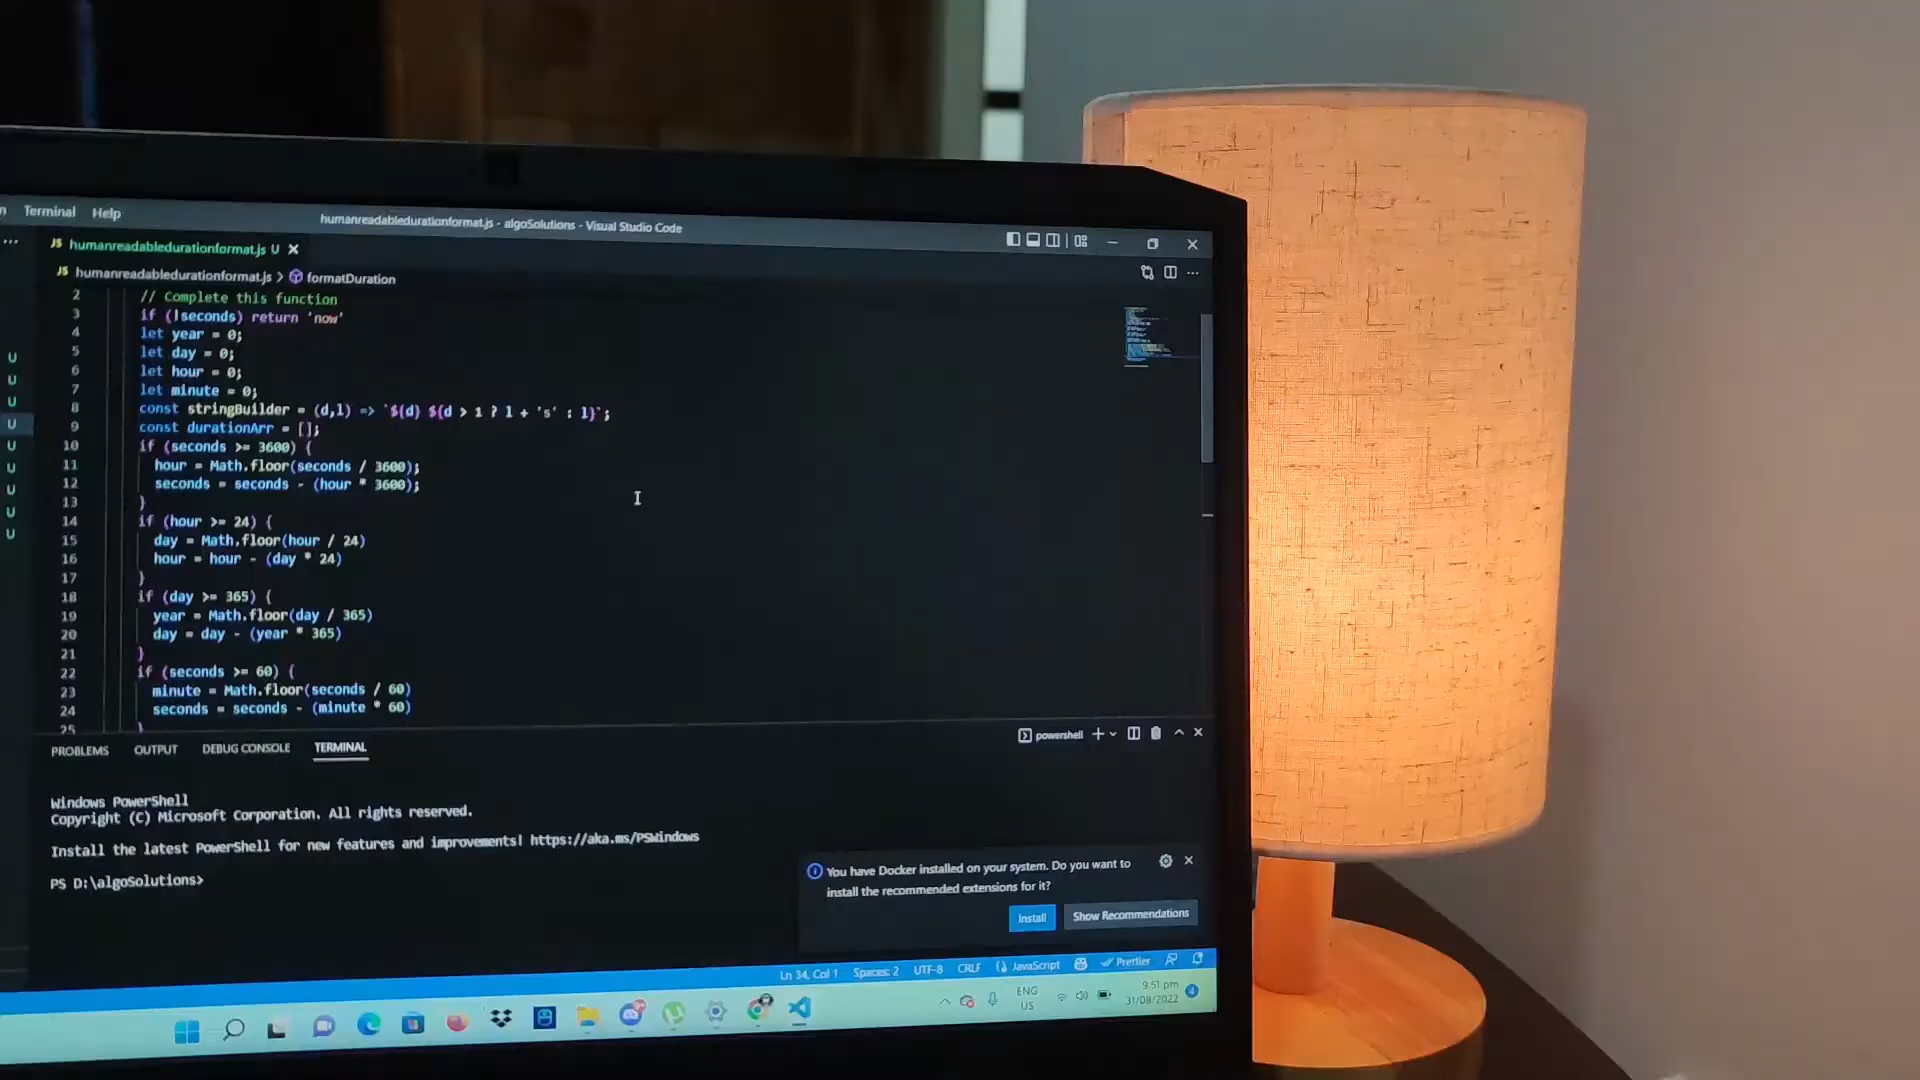 Terminal Help
humanreadabledurationformat.js - algoSolutions - Visual Studio Code
JS humanreadabledurationformat.js U
JS humanreadabledurationformat.js > formatDuration
2 // Complete this function
3 if (!seconds) return 'now'
4 let year = 0;
5 let day = 0;
6 let hour = 0;
7 let minute = 0;
8 const stringBuilder = (d,l) => `${d} ${d > 1 ? l + 's' : l}`;
9 const durationArr = [];
10 if (seconds >= 3600) {
11 hour = Math.floor(seconds / 3600);
12 seconds = seconds - (hour * 3600);
13 }
14 if (hour >= 24) {
15 day = Math.floor(hour / 24)
16 hour = hour - (day * 24)
17 }
18 if (day >= 365) {
19 year = Math.floor(day / 365)
20 day = day - (year * 365)
21 }
22 if (seconds >= 60) {
23 minute = Math.floor(seconds / 60)
24 seconds = seconds - (minute * 60)
25 }
U
U
U
U
U
U
U
U
U
PROBLEMS OUTPUT DEBUG CONSOLE TERMINAL
powershell
Windows PowerShell
Copyright (C) Microsoft Corporation. All rights reserved.
Install the latest PowerShell for new features and improvements! https://aka.ms/PSWindows
PS D:\algoSolutions>
You have Docker installed on your system. Do you want to
install the recommended extensions for it?
Install Show Recommendations
Ln 34, Col 1 Spaces: 2 UTF-8 CRLF JavaScript Prettier
ENG
US
9:51 pm
31/08/2022
4